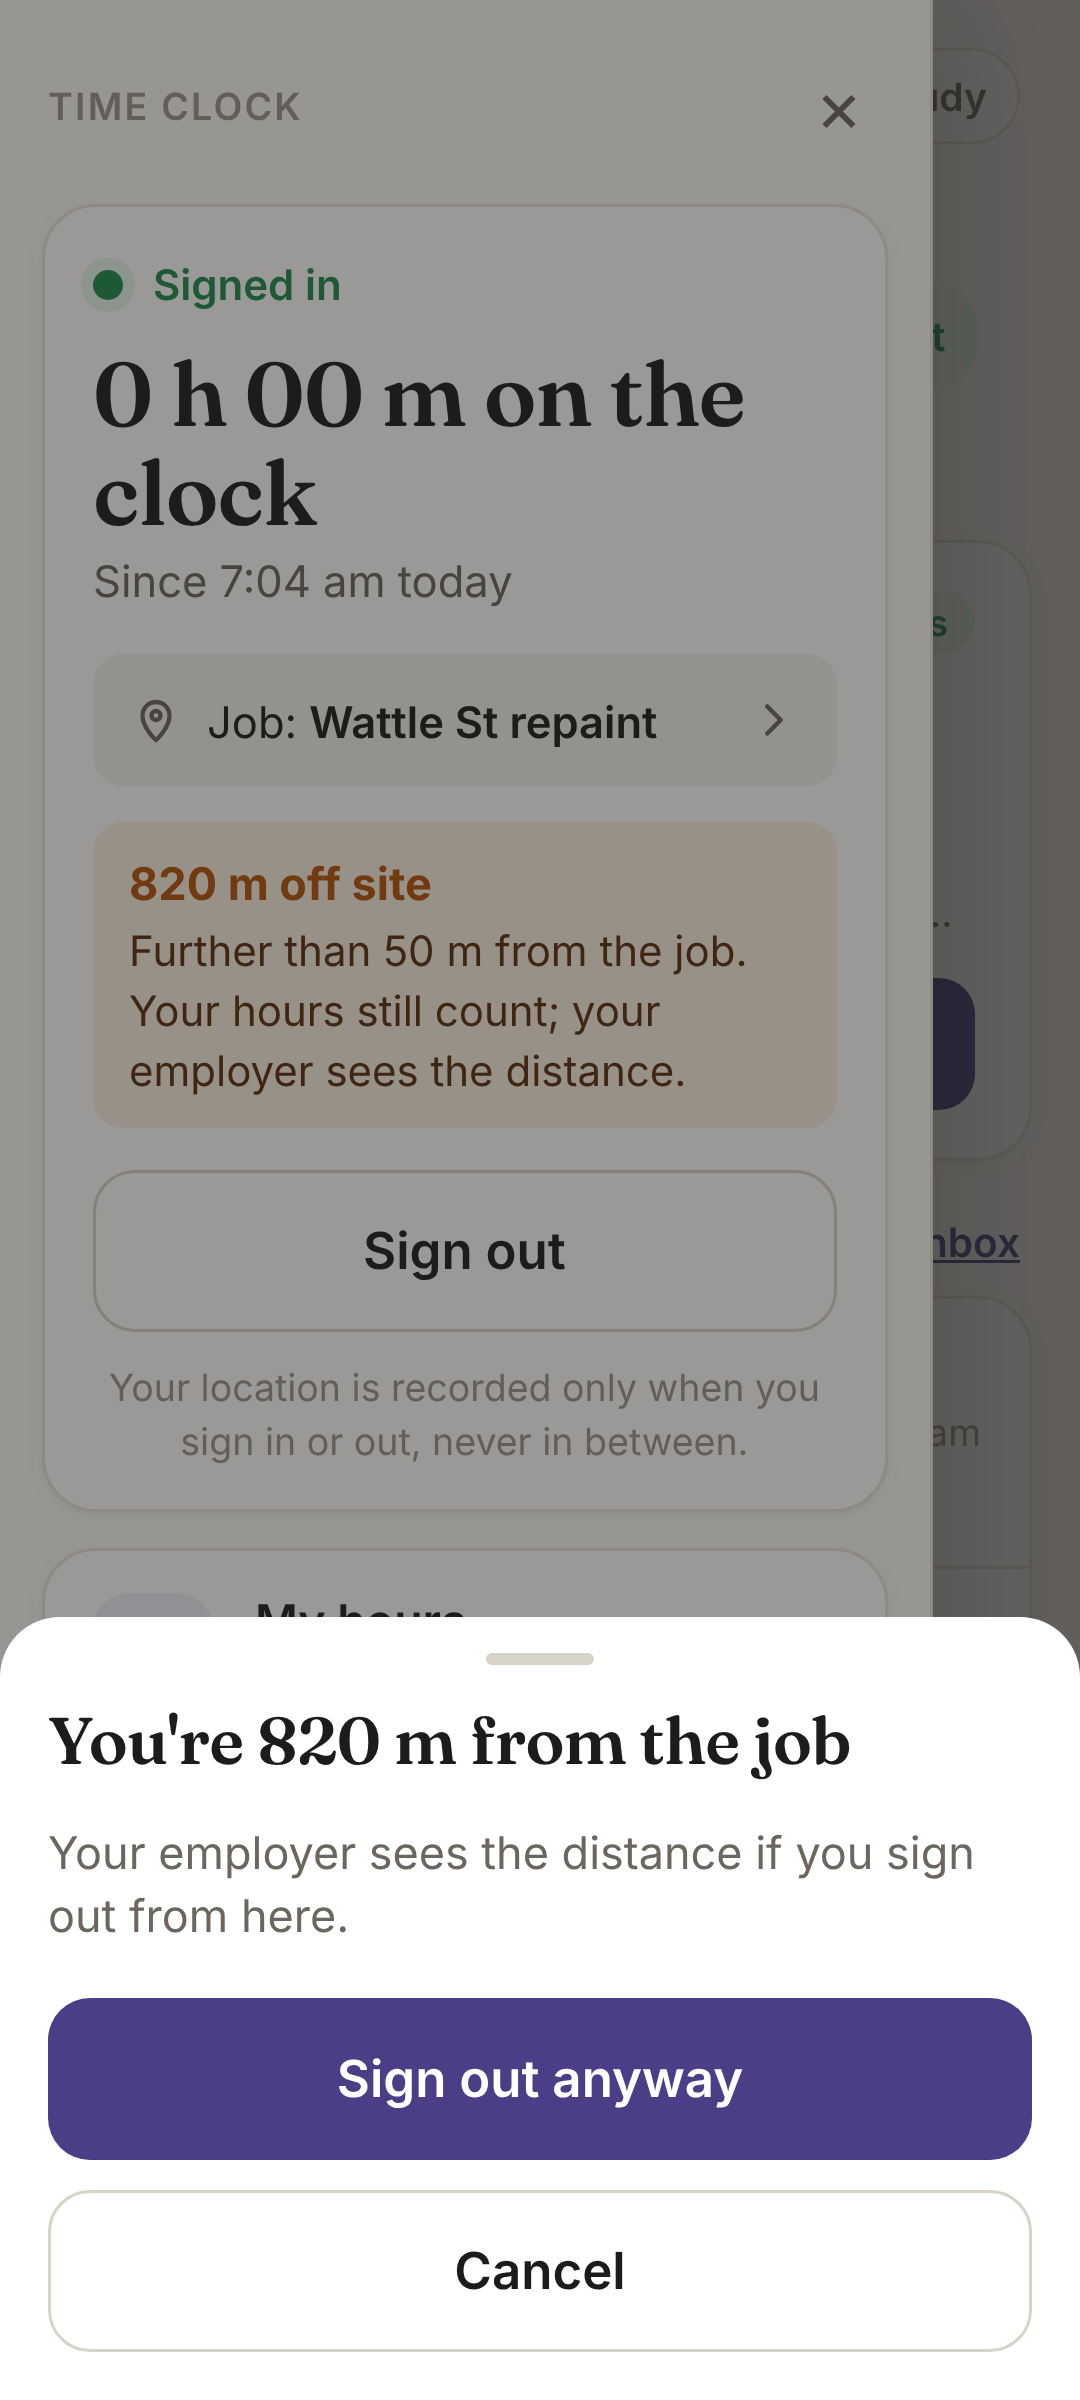 TIME CLOCK
Signed in
0 h 00 m on the
clock
Since 7:04 am today
Job: Wattle St repaint
820 m off site
Further than 50 m from the job.
Your hours still count; your
employer sees the distance.
Sign out
Your location is recorded only when you
sign in or out, never in between.
My hours
You're 820 m from the job
Your employer sees the distance if you sign
out from here.
Sign out anyway
Cancel